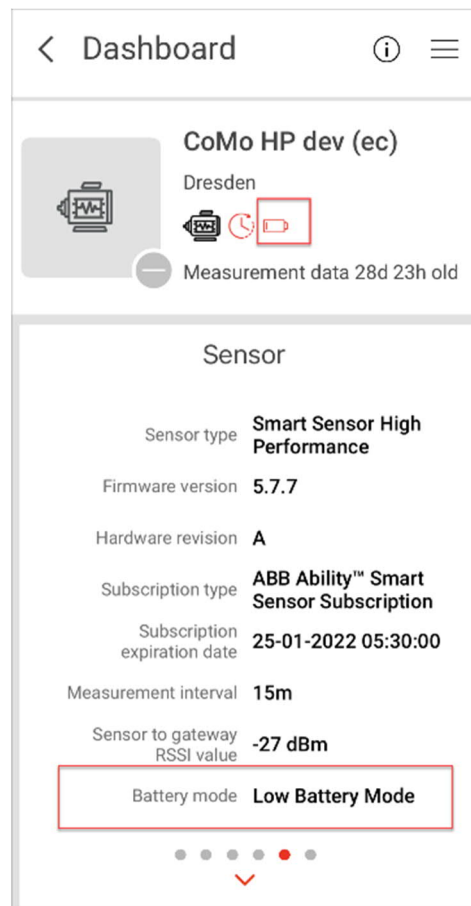 Dashboard
CoMo HP dev (ec)
Dresden
Measurement data 28d 23h old
Sensor
Sensor type Smart Sensor High
Performance
Firmware version 5.7.7
Hardware revision A
Subscription type ABB Ability™ Smart
Sensor Subscription
Subscription
expiration date 25-01-2022 05:30:00
Measurement interval 15m
Sensor to gateway
RSSI value -27 dBm
Battery mode Low Battery Mode